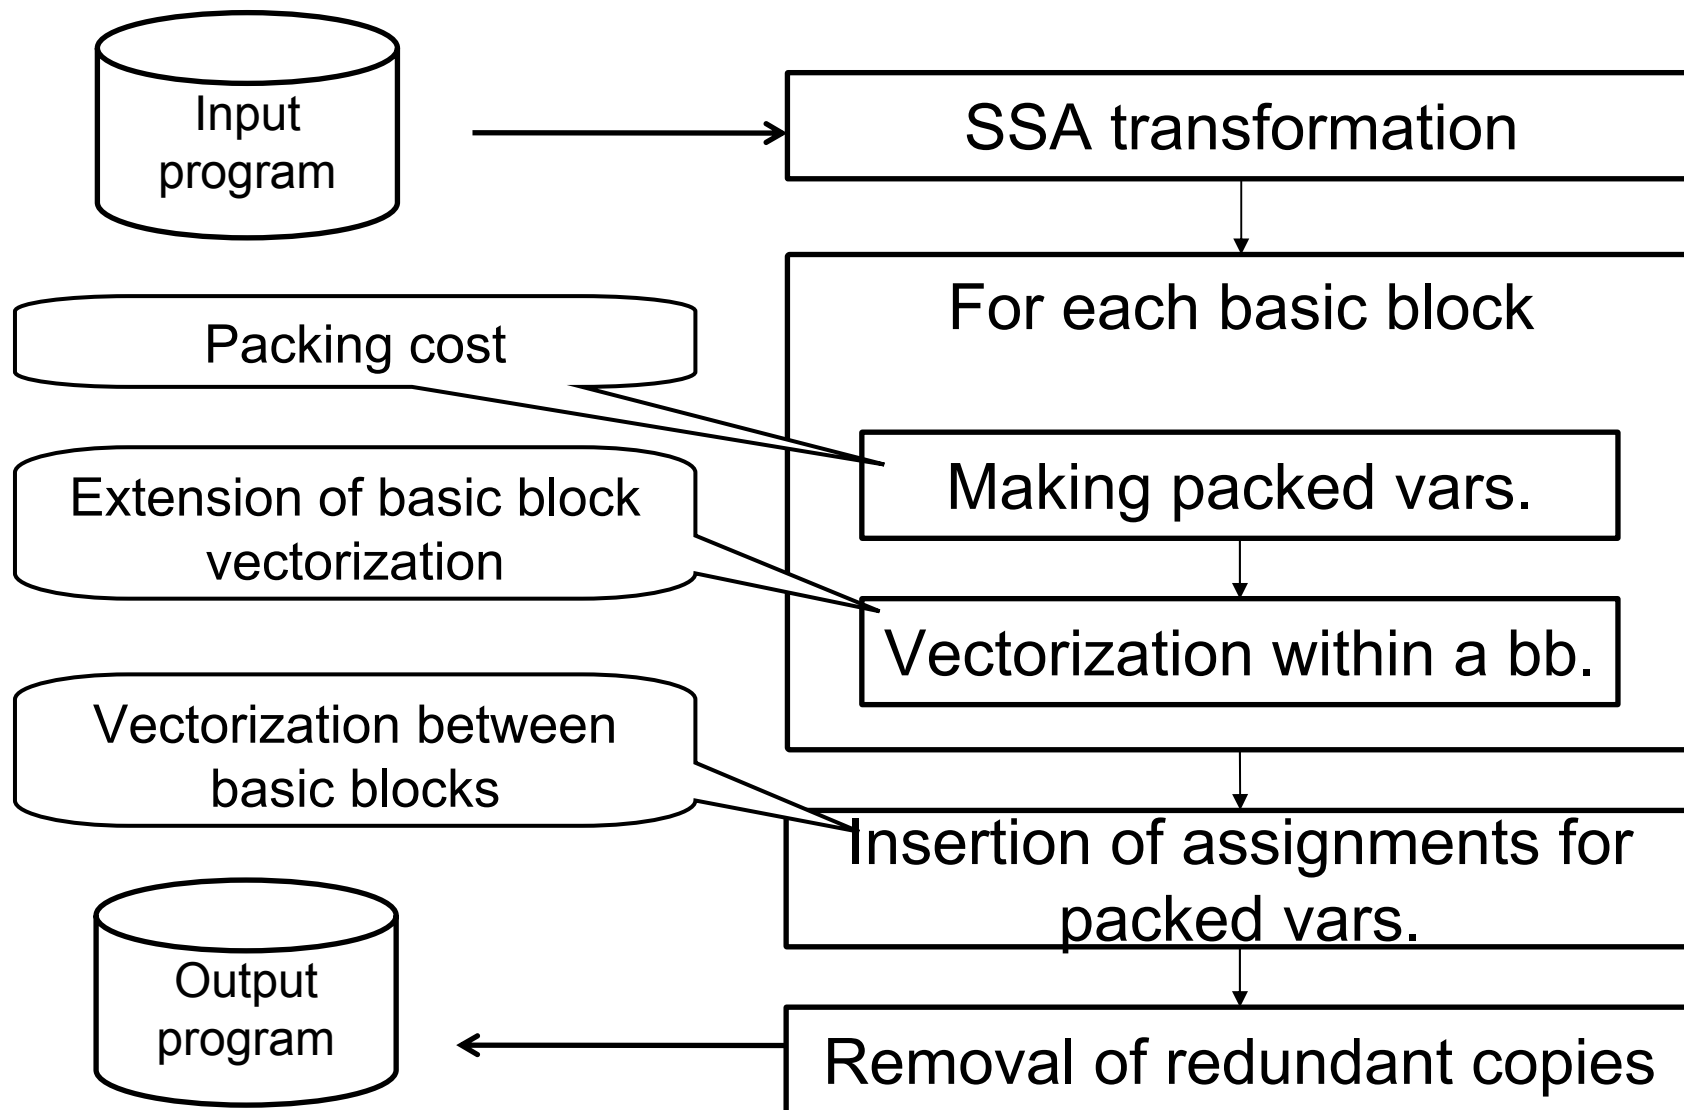 Input
program
SSA transformation
For each basic block
Packing cost
Making packed vars.
Extension of basic block
vectorization
Vectorization within a bb.
Vectorization between
basic blocks
Insertion of assignments for
packed vars.
Output
program
Removal of redundant copies